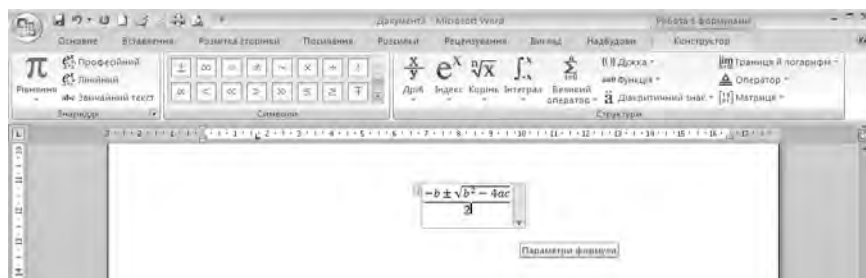 Документ3 - Microsoft Word Робота з формулами
Основне Вставлення Розмітка сторінки Посилання Розсилки Рецензування Вигляд Надбудови Конструктор
Професійний
Лінійний
abc Звичайний текст
Рівняння
Дріб Індекс Корінь Інтеграл Великий оператор
Дужка
Функція
Діакритичний знак
Границя й логарифм
Оператор
Матриця
Знаряддя Символи Структури
−b ± √b² − 4ac
2
Параметри формули